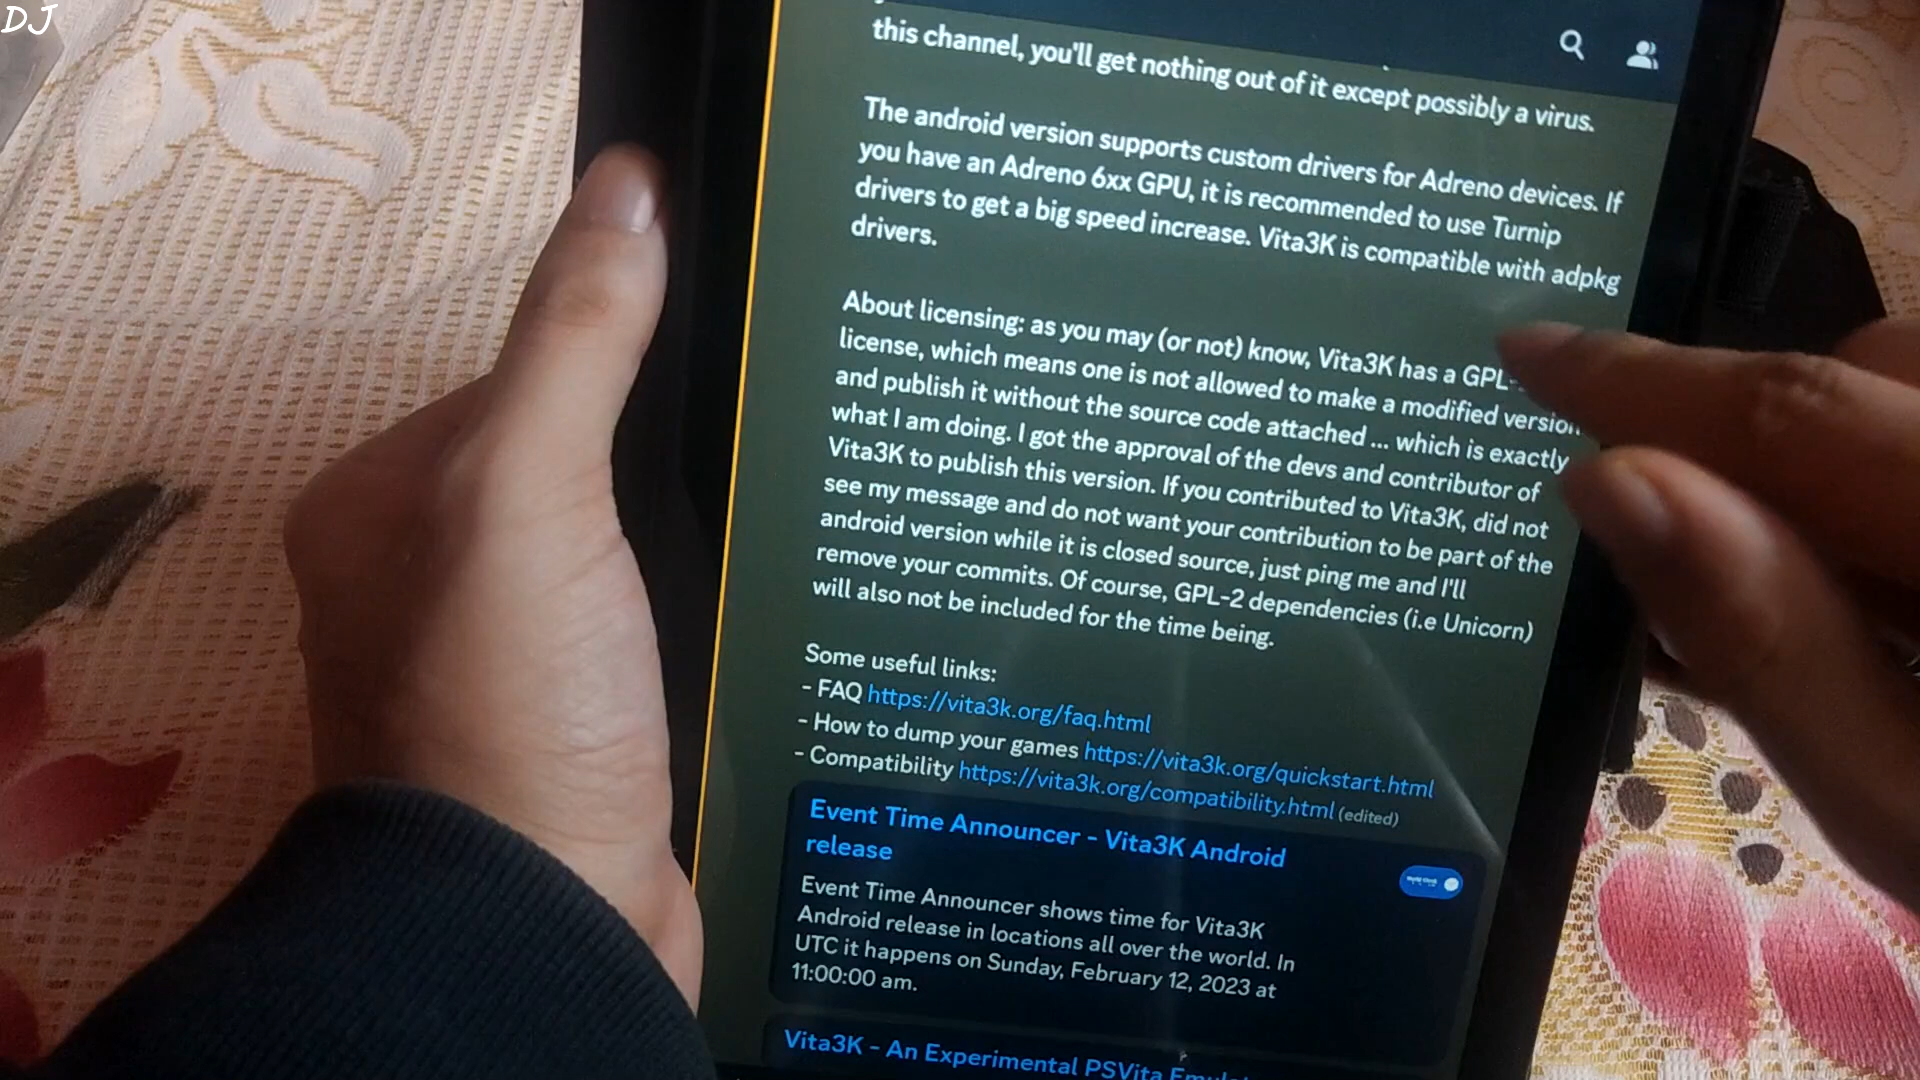 DJ
this channel, you'll get nothing out of it except possibly a virus.
The android version supports custom drivers for Adreno devices. If
you have an Adreno 6xx GPU, it is recommended to use Turnip
drivers to get a big speed increase. Vita3K is compatible with adpkg
drivers.
About licensing: as you may (or not) know, Vita3K has a GPL-
license, which means one is not allowed to make a modified version
and publish it without the source code attached ... which is exactly
what I am doing. I got the approval of the devs and contributor of
Vita3K to publish this version. If you contributed to Vita3K, did not
see my message and do not want your contribution to be part of the
android version while it is closed source, just ping me and I'll
remove your commits. Of course, GPL-2 dependencies (i.e Unicorn)
will also not be included for the time being.
Some useful links:
- FAQ https://vita3k.org/faq.html
- How to dump your games https://vita3k.org/quickstart.html
- Compatibility https://vita3k.org/compatibility.html (edited)
Event Time Announcer - Vita3K Android
release
Event Time Announcer shows time for Vita3K
Android release in locations all over the world. In
UTC it happens on Sunday, February 12, 2023 at
11:00:00 am.
Vita3K - An Experimental PSVita